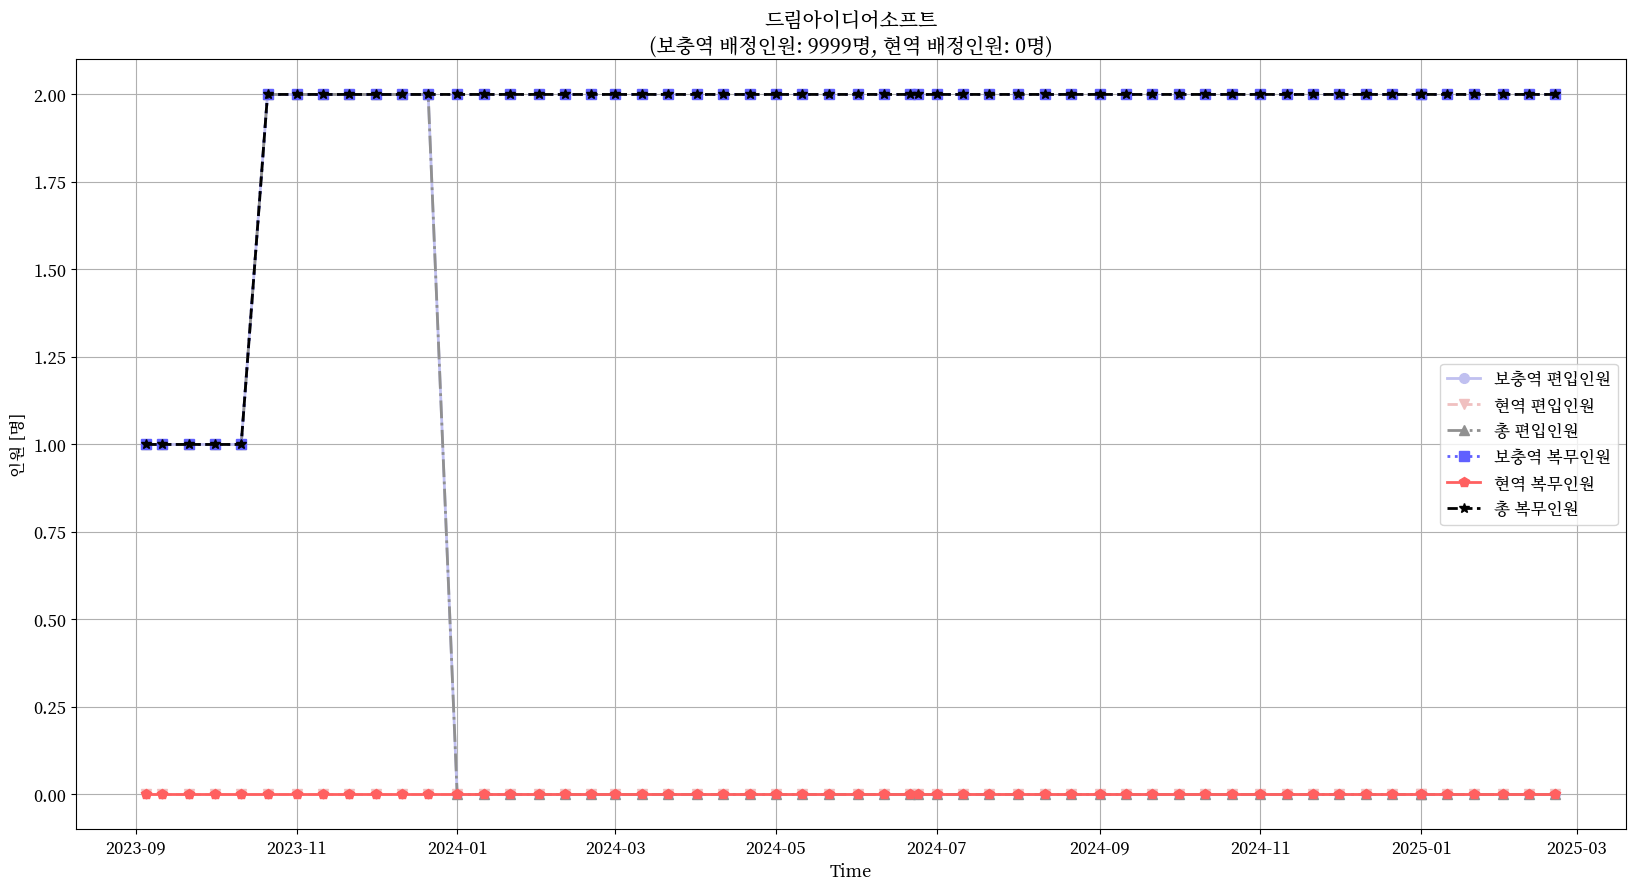 드림아이디어소프트
(보충역 배정인원: 9999명, 현역 배정인원: 0명)
2.00
1.75
1.50
1.25
1.00
0.75
0.50
0.25
0.00
인원 [명]
보충역 편입인원
현역 편입인원
총 편입인원
보충역 복무인원
현역 복무인원
총 복무인원
2023-09
2023-11
2024-01
2024-03
2024-05
2024-07
2024-09
2024-11
2025-01
2025-03
Time